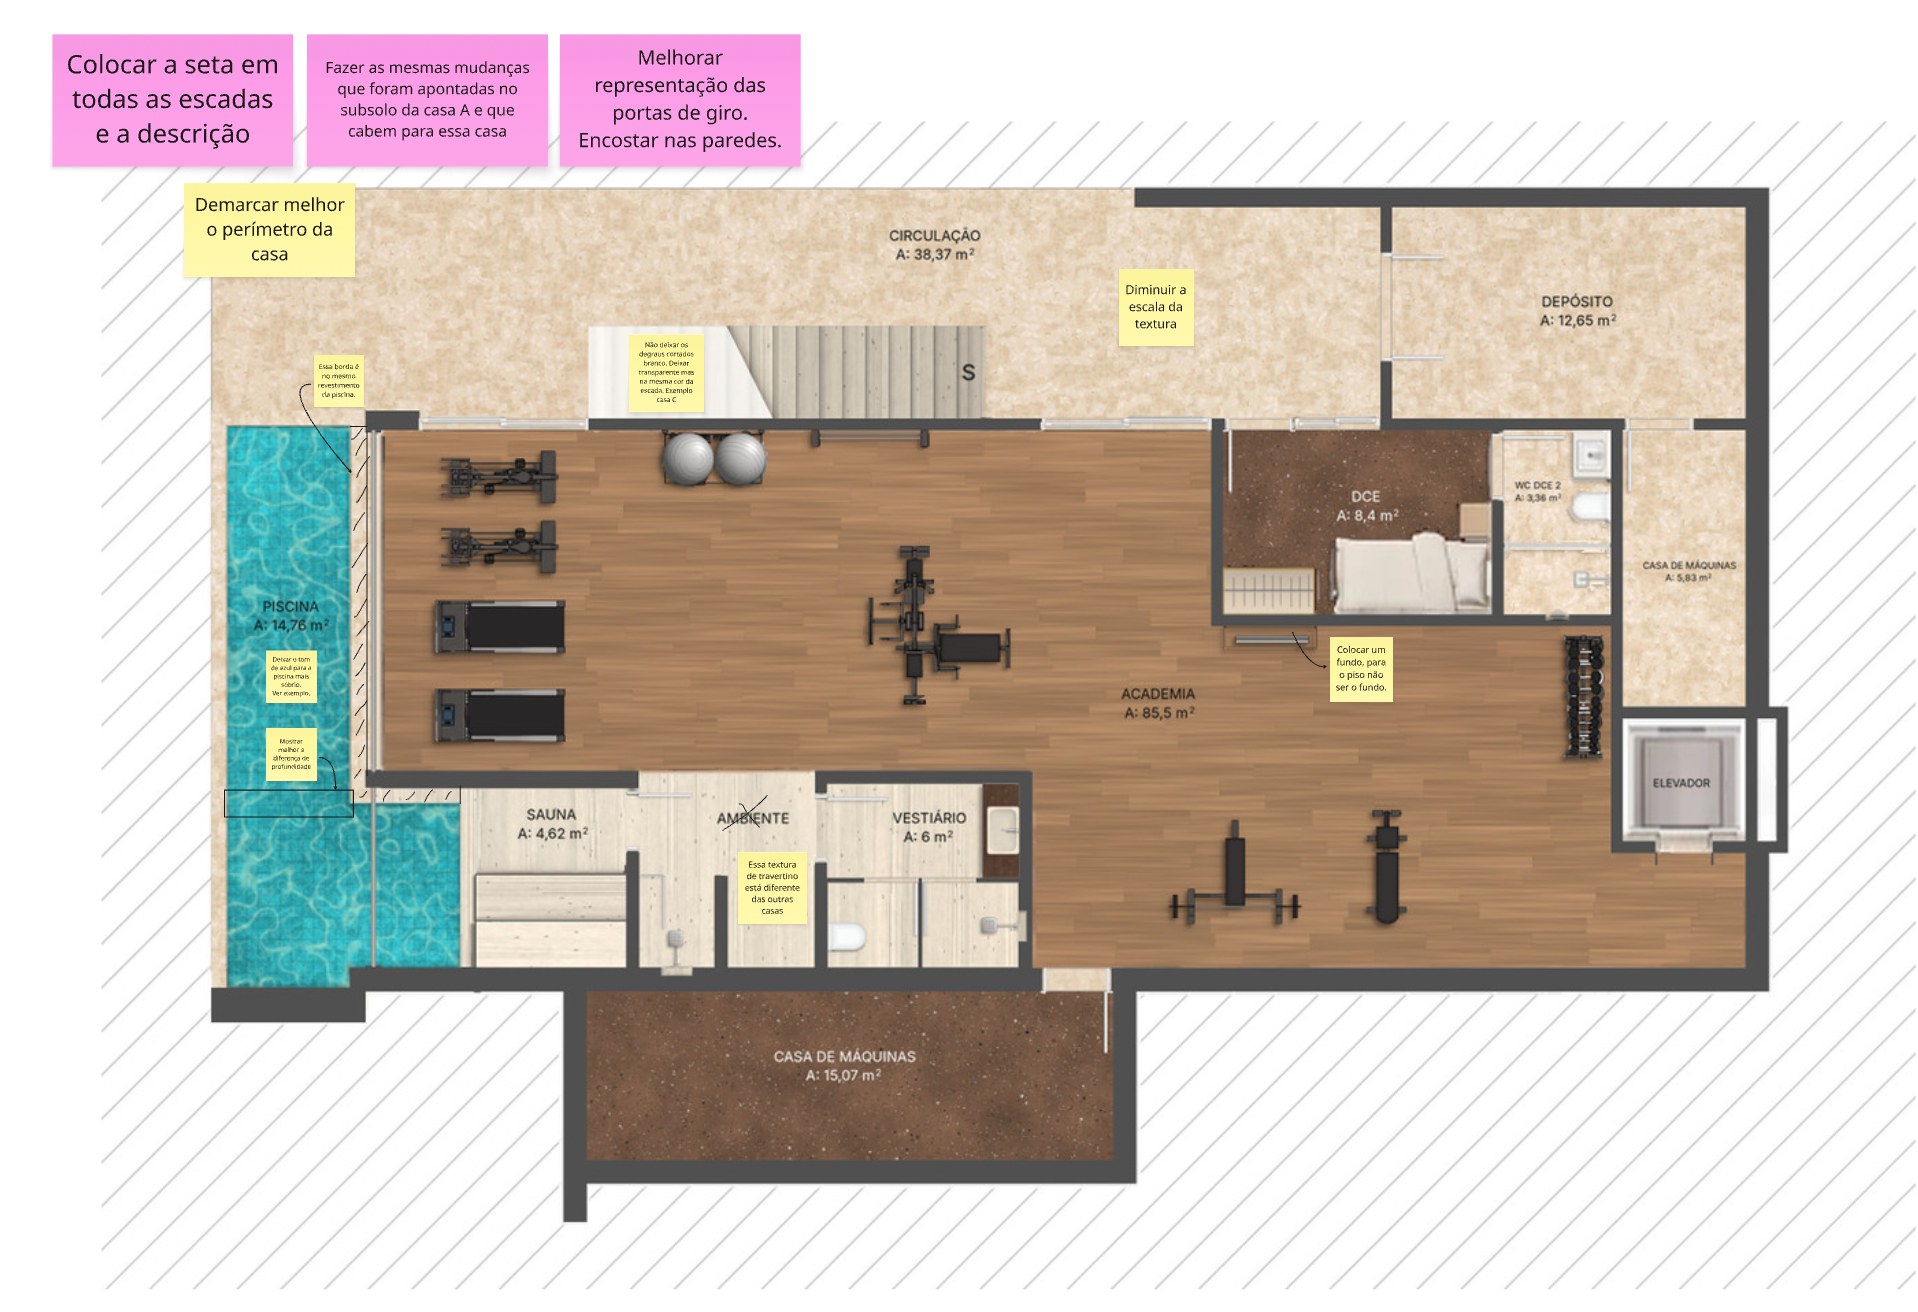 Colocar a seta em
todas as escadas
e a descrição
Fazer as mesmas mudanças
que foram apontadas no
subsolo da casa A e que
cabem para essa casa
Melhorar
representação das
portas de giro.
Encostar nas paredes.
Demarcar melhor
o perímetro da
casa
CIRCULAÇÃO
A: 38,37 m²
Diminuir a
escala da
textura
DEPÓSITO
A: 12,65 m²
Essa borda é
no mesmo
revestimento
da piscina.
Não deixar os
degraus cortados
branco. Deixar
transparente mas
na mesma cor da
escada. Exemplo
casa C
S
DCE
A: 8,4 m²
WC DCE 2
A: 3,36 m²
CASA DE MÁQUINAS
A: 5,83 m²
PISCINA
A: 14,76 m²
Deixar o tom
de azul para a
piscina mais
sóbrio.
Ver exemplo.
Colocar um
fundo, para
o piso não
ser o fundo.
ACADEMIA
A: 85,5 m²
Mostrar
melhor a
diferença de
profundidade
ELEVADOR
SAUNA
A: 4,62 m²
AMBIENTE
VESTIÁRIO
A: 6 m²
Essa textura
de travertino
está diferente
das outras
casas
CASA DE MÁQUINAS
A: 15,07 m²